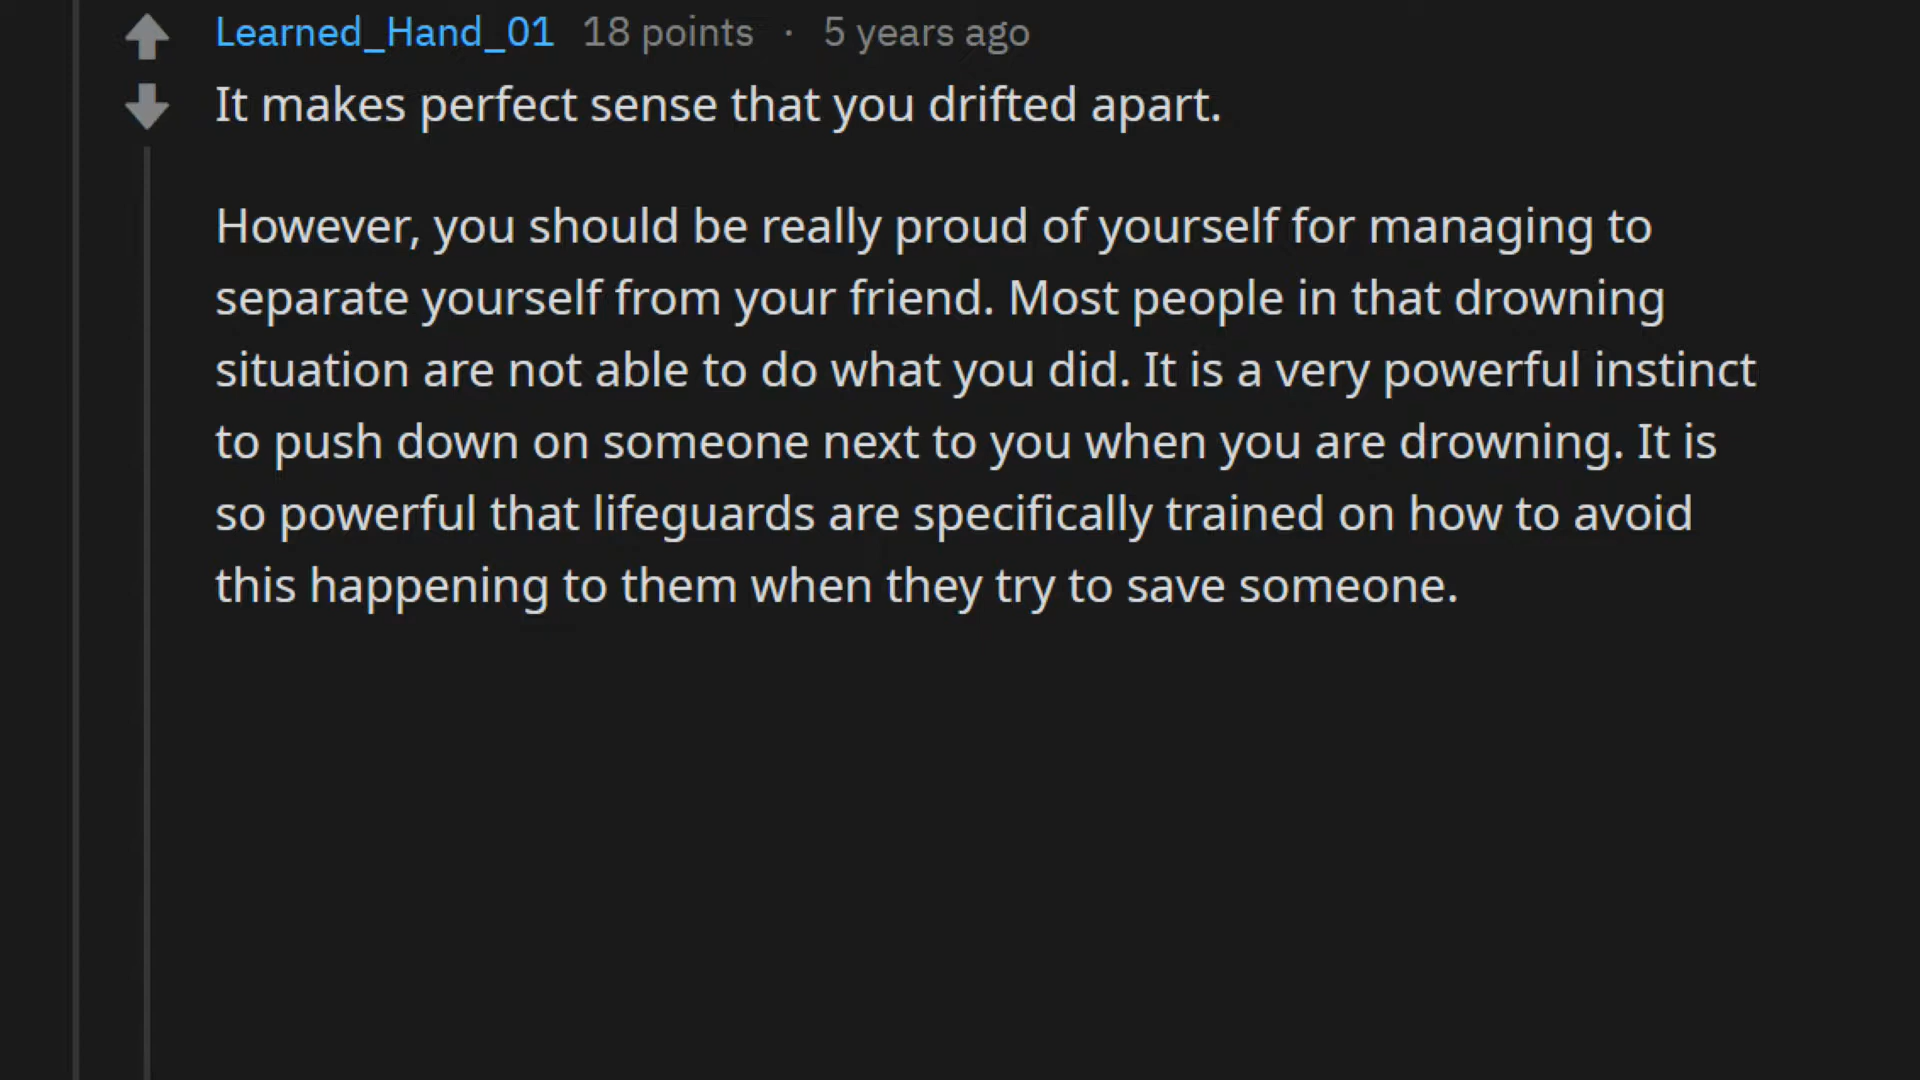 Learned_Hand_01 18 points · 5 years ago
It makes perfect sense that you drifted apart.
However, you should be really proud of yourself for managing to
separate yourself from your friend. Most people in that drowning
situation are not able to do what you did. It is a very powerful instinct
to push down on someone next to you when you are drowning. It is
so powerful that lifeguards are specifically trained on how to avoid
this happening to them when they try to save someone.